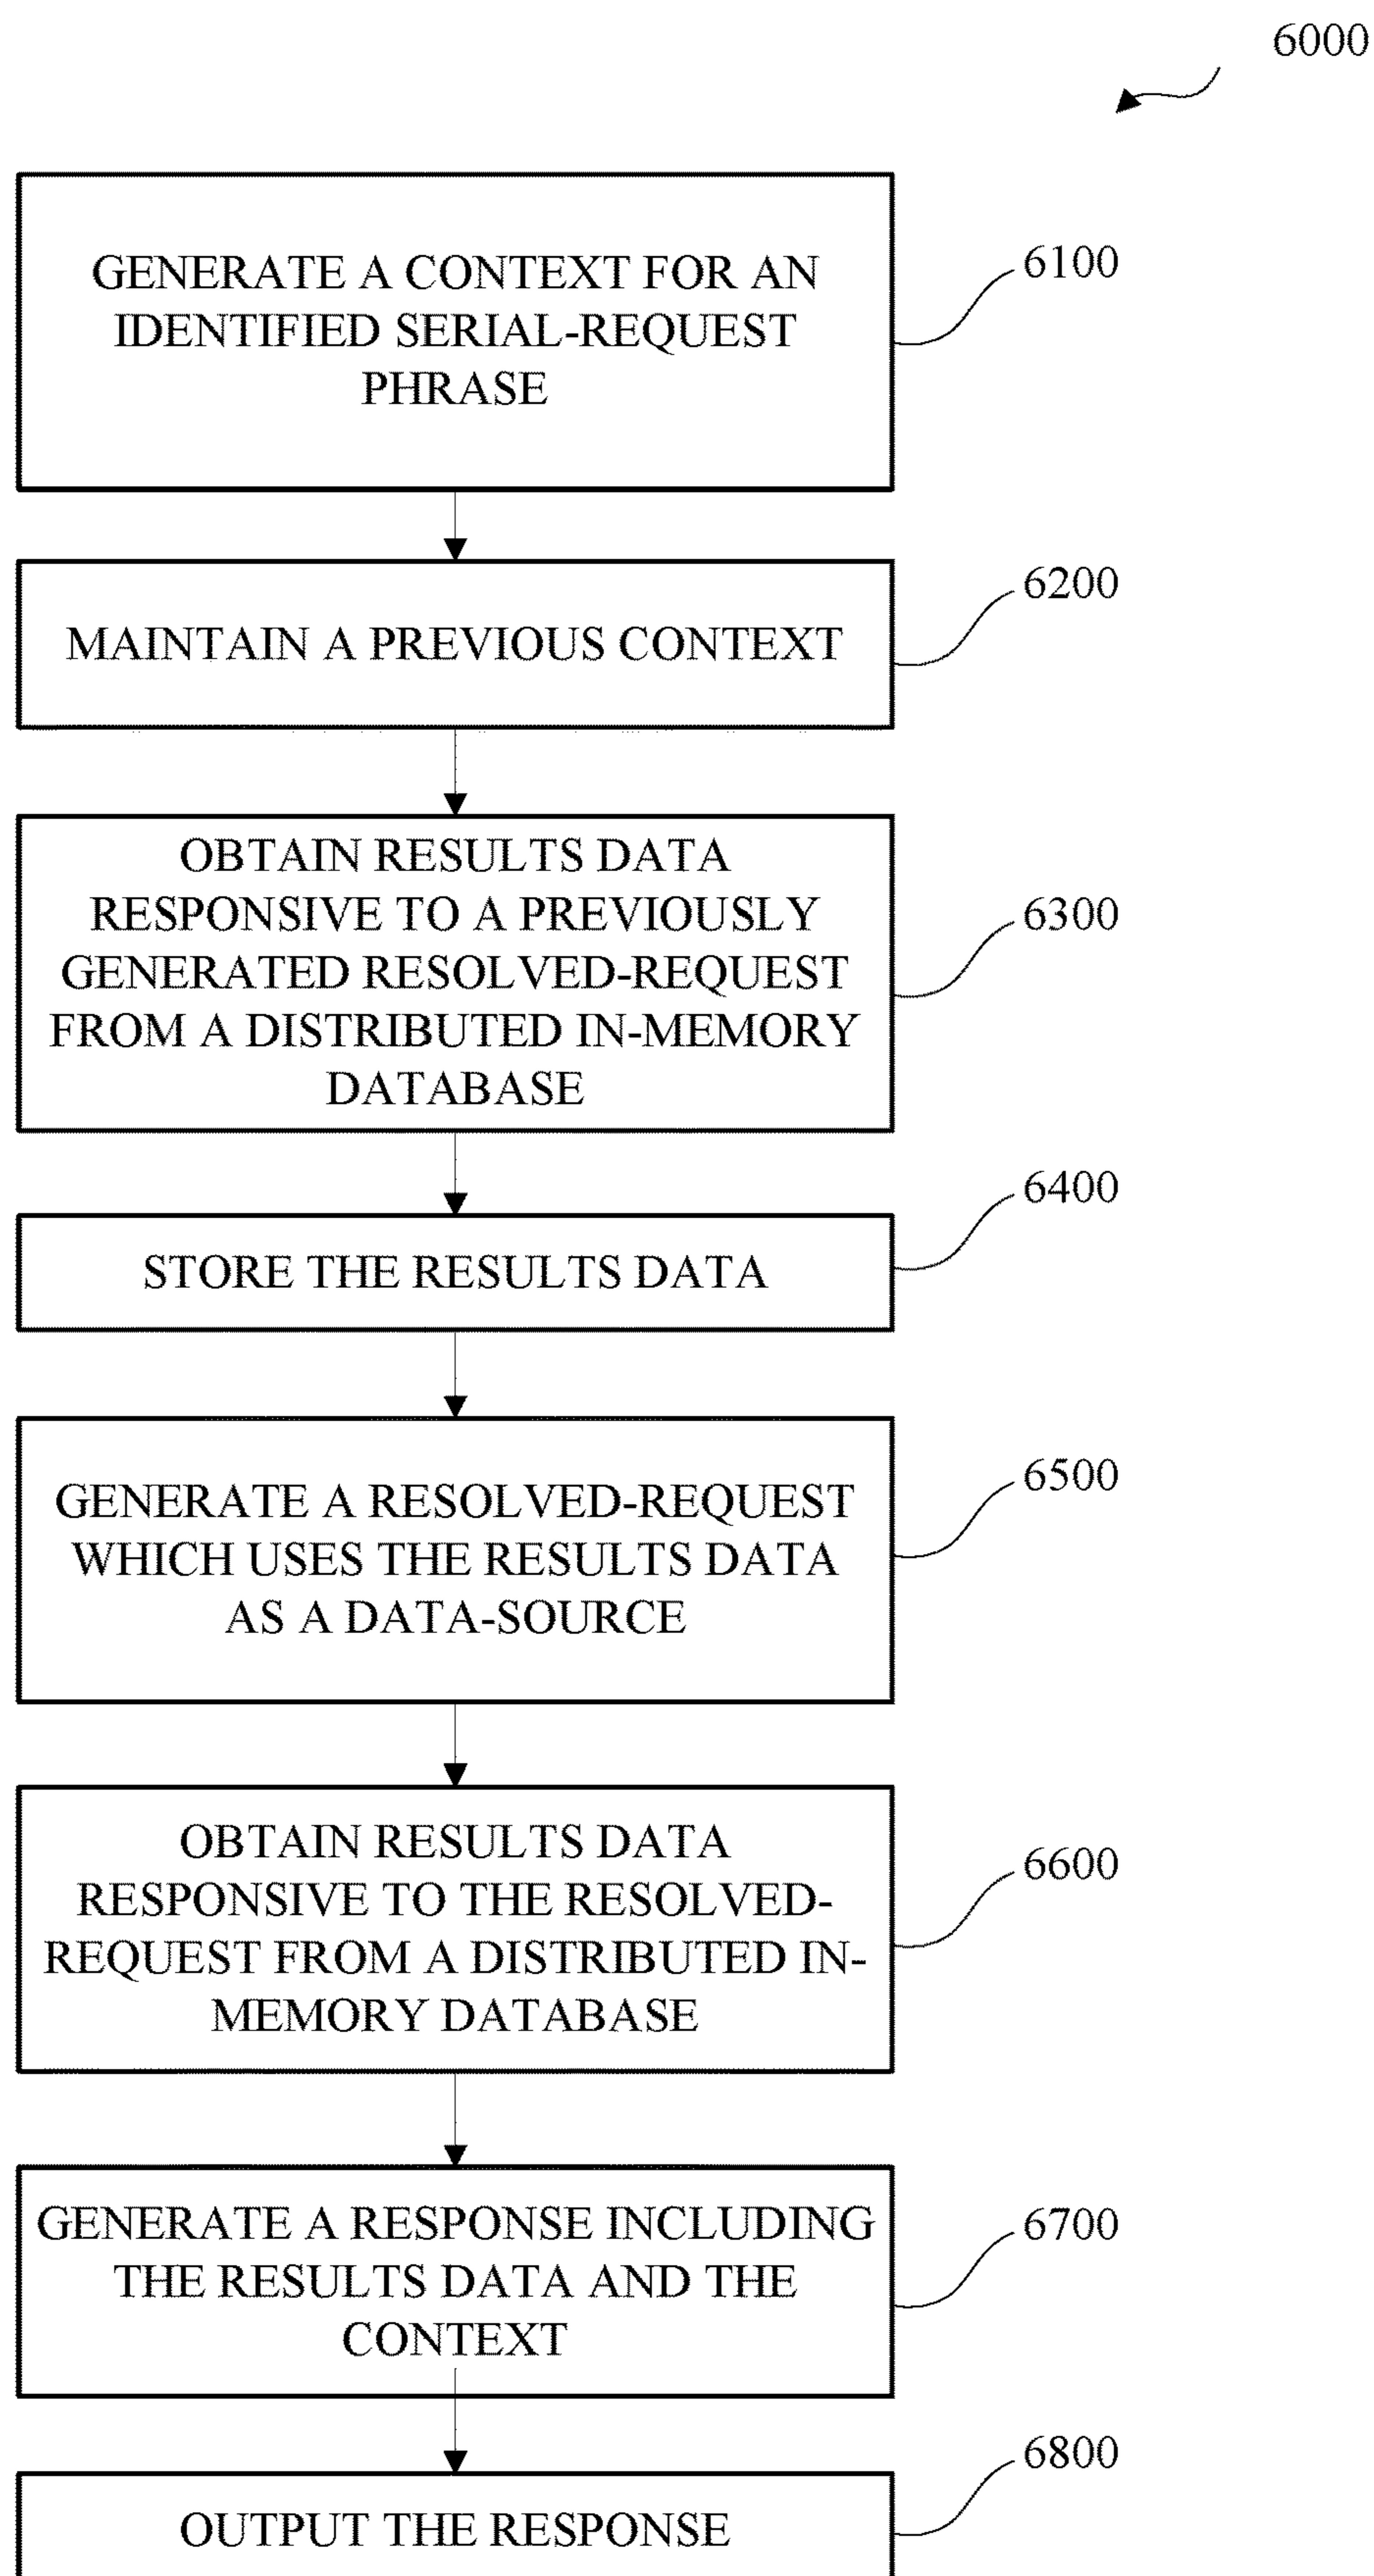 6000
GENERATE A CONTEXT FOR AN
IDENTIFIED SERIAL-REQUEST
PHRASE
6100
MAINTAIN A PREVIOUS CONTEXT
6200
OBTAIN RESULTS DATA
RESPONSIVE TO A PREVIOUSLY
GENERATED RESOLVED-REQUEST
FROM A DISTRIBUTED IN-MEMORY
DATABASE
6300
STORE THE RESULTS DATA
6400
GENERATE A RESOLVED-REQUEST
WHICH USES THE RESULTS DATA
AS A DATA-SOURCE
6500
OBTAIN RESULTS DATA
RESPONSIVE TO THE RESOLVED-
REQUEST FROM A DISTRIBUTED IN-
MEMORY DATABASE
6600
GENERATE A RESPONSE INCLUDING
THE RESULTS DATA AND THE
CONTEXT
6700
OUTPUT THE RESPONSE
6800